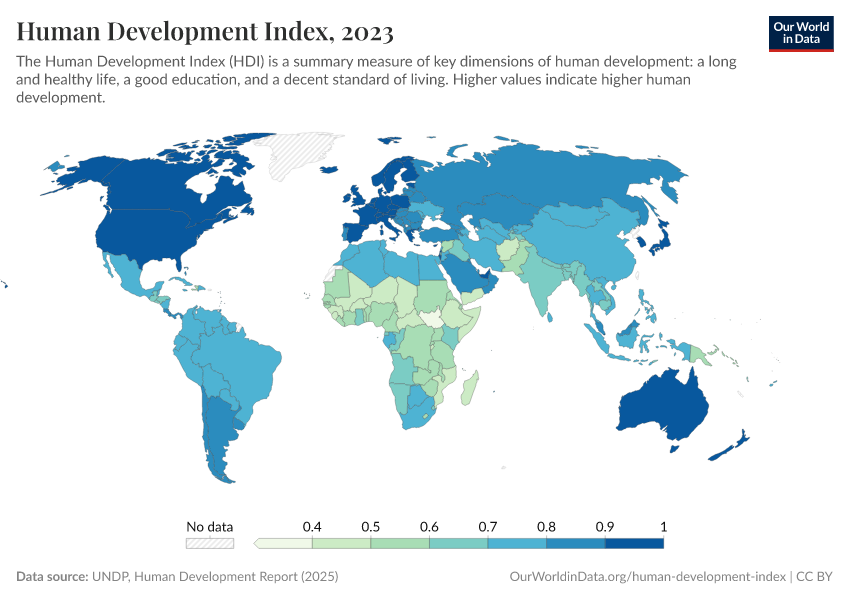 Human Development Index, 2023
Our World
in Data
The Human Development Index (HDI) is a summary measure of key dimensions of human development: a long
and healthy life, a good education, and a decent standard of living. Higher values indicate higher human
development.
No data
0.4
0.5
0.6
0.7
0.8
0.9
1
Data source: UNDP, Human Development Report (2025)
OurWorldinData.org/human-development-index | CC BY